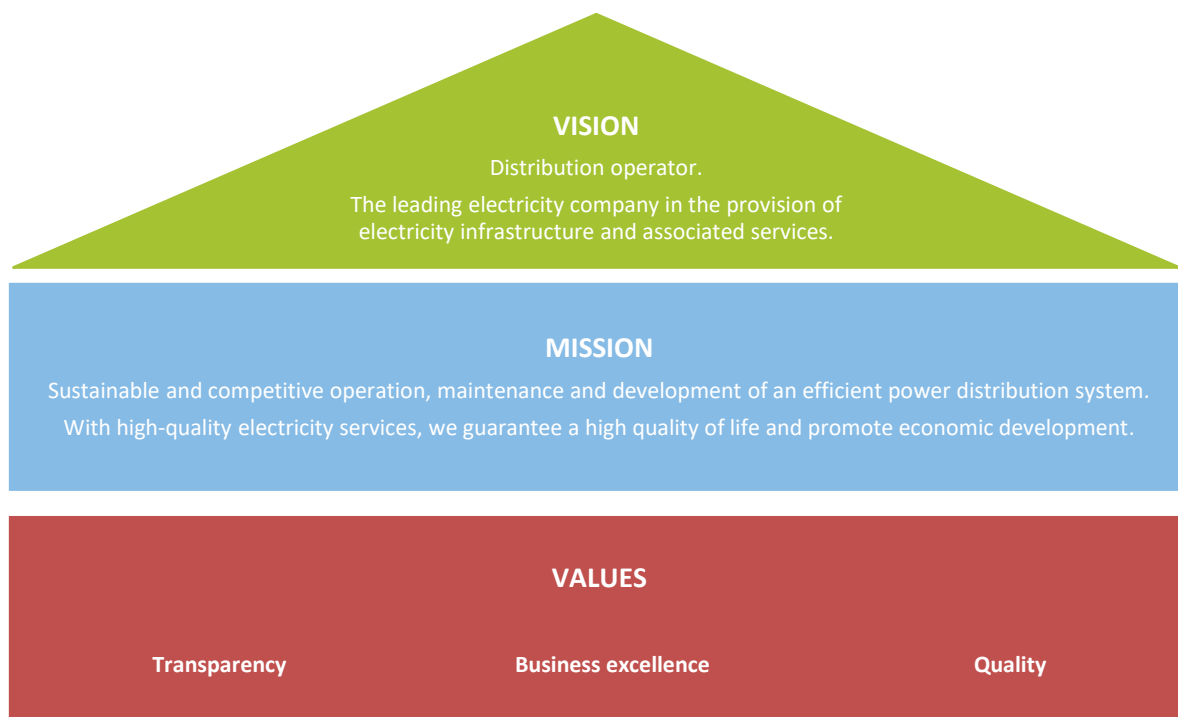 VISION
Distribution operator.
The leading electricity company in the provision of
electricity infrastructure and associated services.
MISSION
Sustainable and competitive operation, maintenance and development of an efficient power distribution system.
With high-quality electricity services, we guarantee a high quality of life and promote economic development.
VALUES
Transparency Business excellence Quality